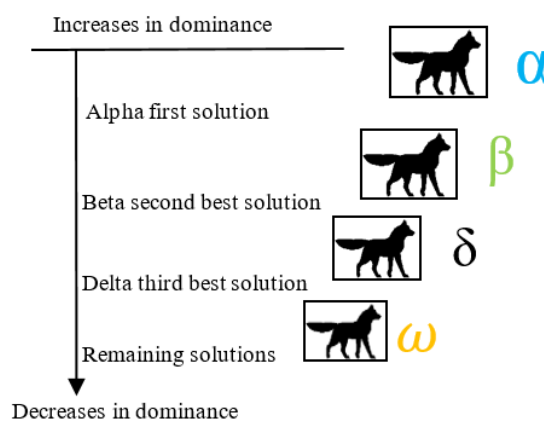 Increases in dominance
α
Alpha first solution
β
Beta second best solution
δ
Delta third best solution
ω
Remaining solutions
Decreases in dominance